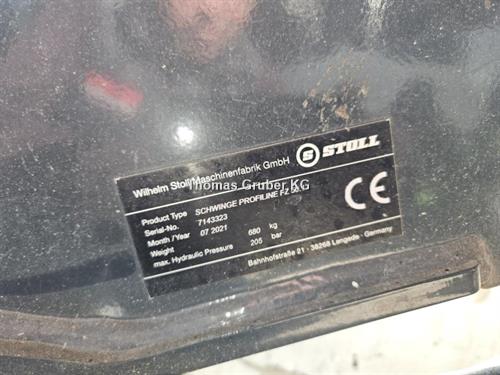 Wilhelm Stoll Maschinenfabrik GmbH S STOLL
Thomas Gruber KG
Product Type SCHWINGE PROFILINE FZ
Serial-No. 7143323
Month / Year 07 2021
Weight 680 kg
max. Hydraulic Pressure 205 bar
CE
Bahnhofstraße 21 - 38268 Lengede - Germany